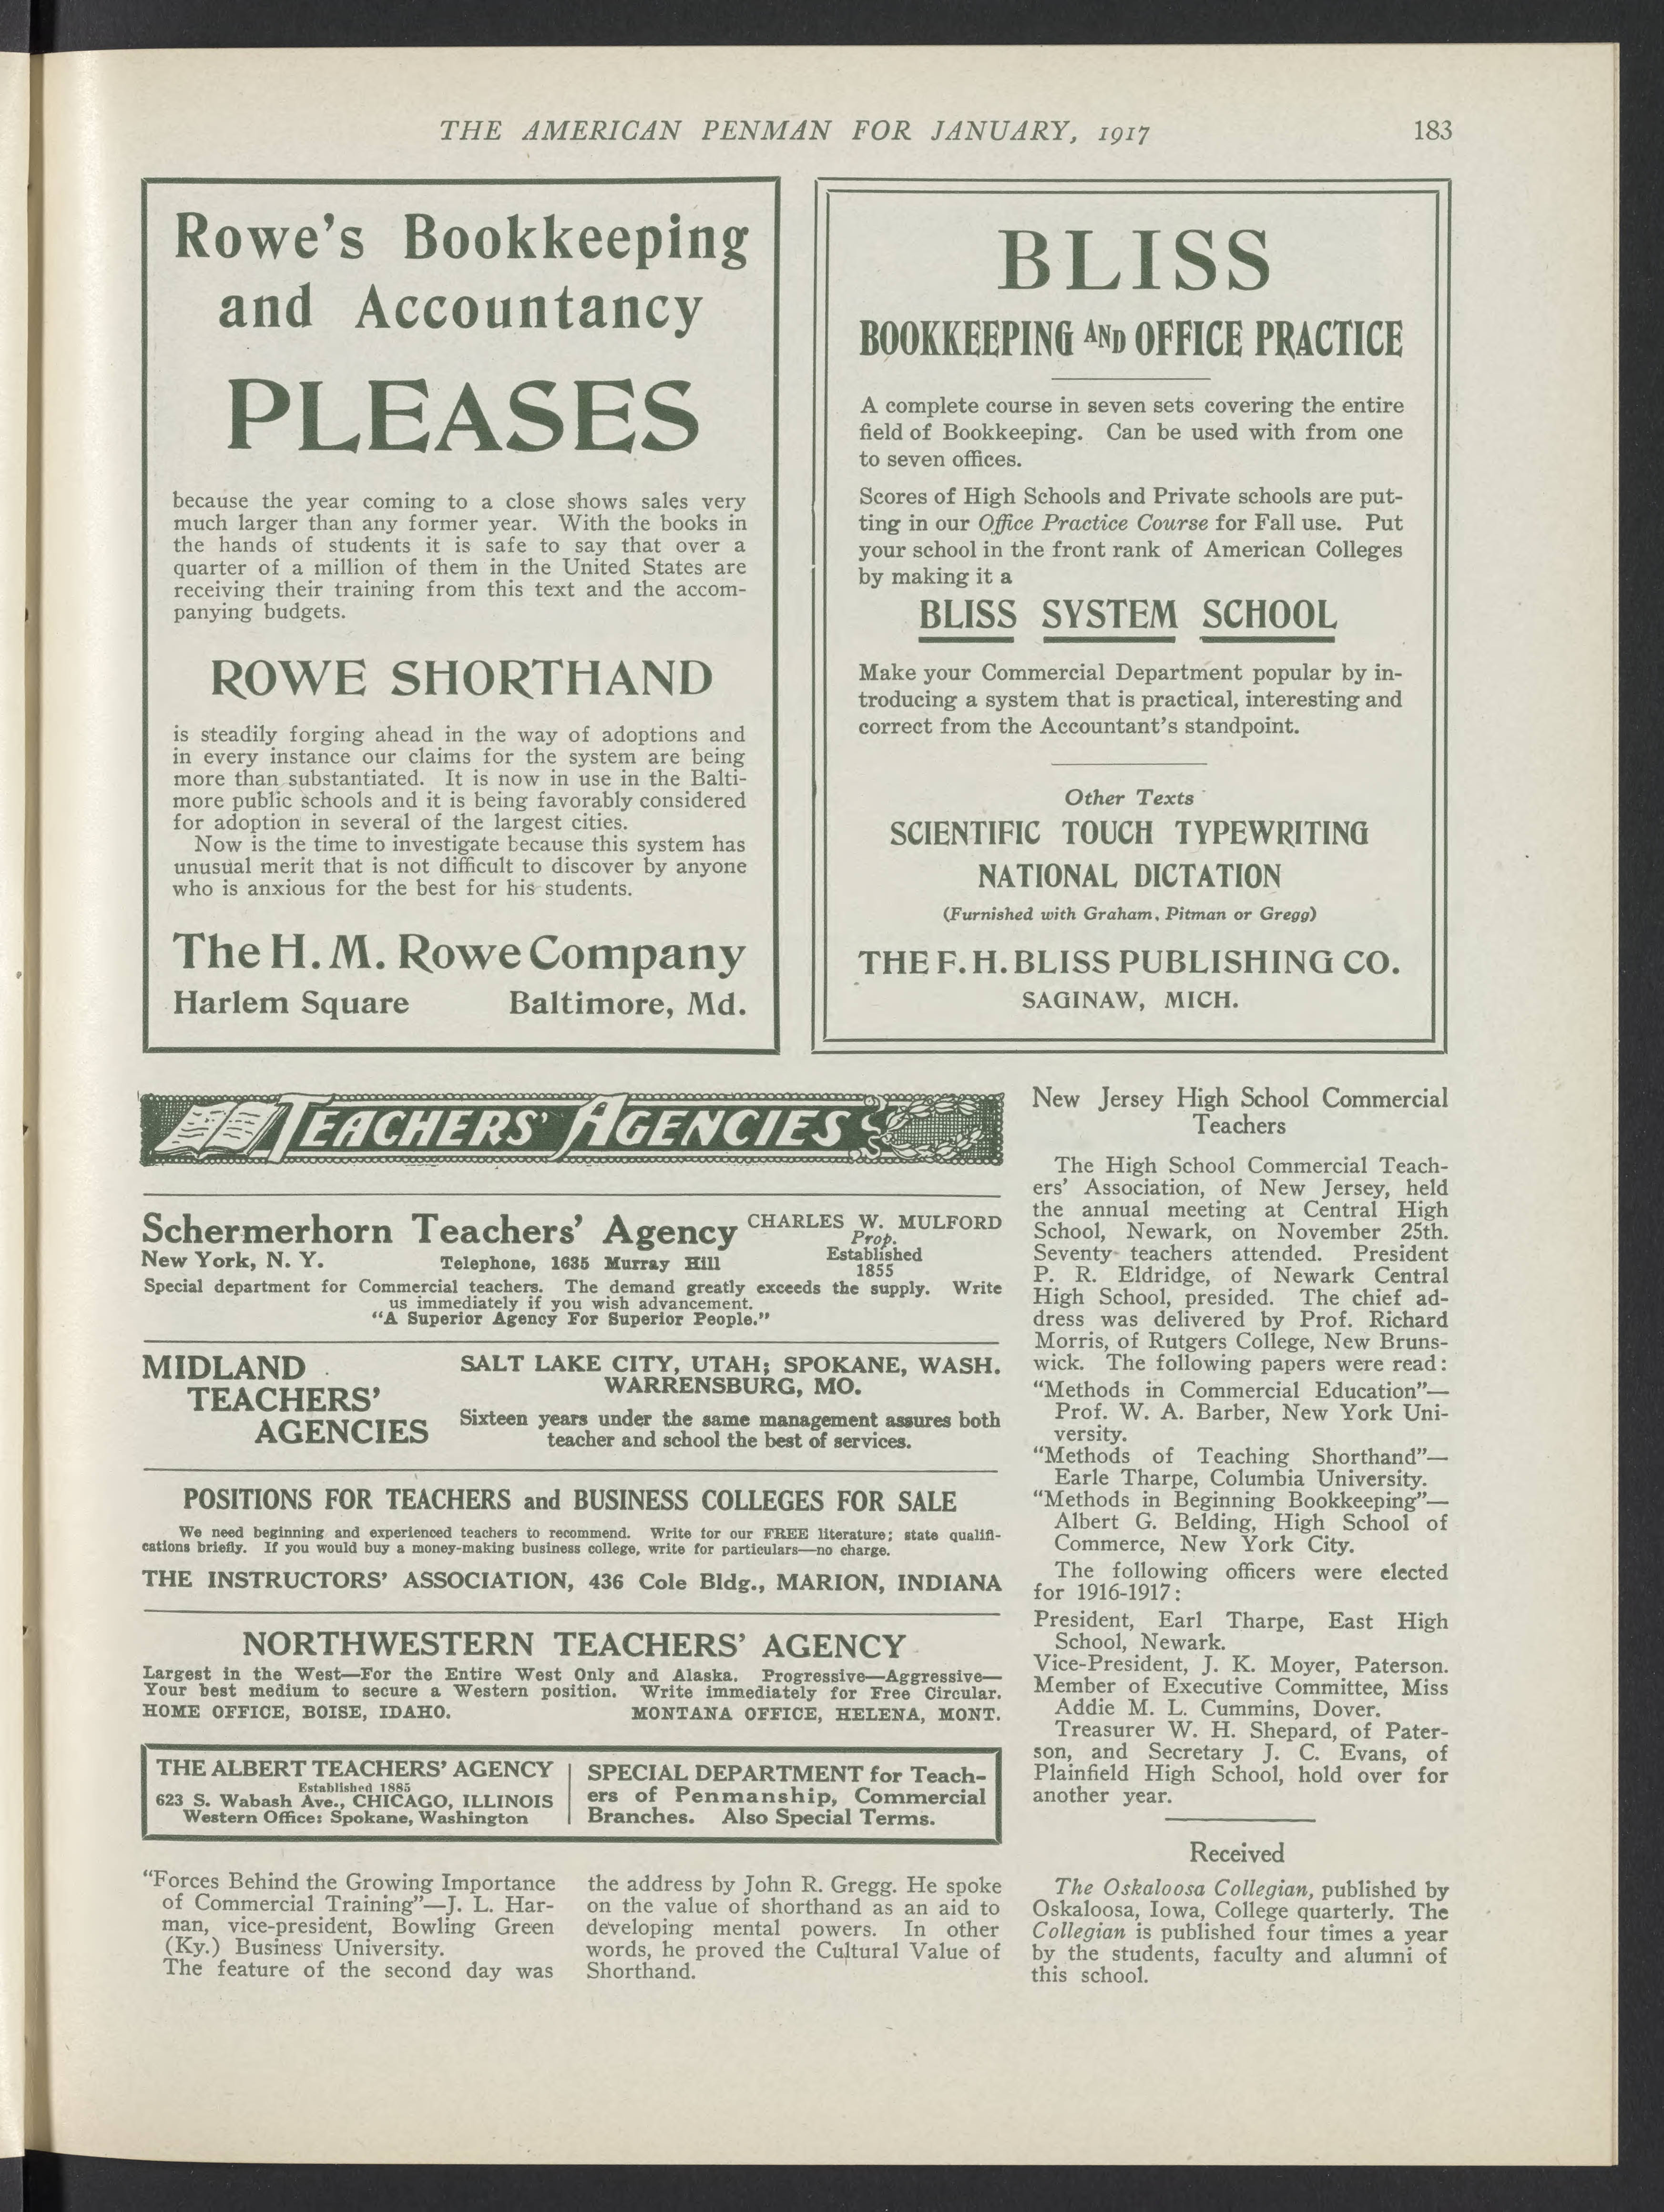 THE AMERICAN PENMAN FOR JANUARY, 1917 183
Rowe's Bookkeeping
and Accountancy
PLEASES
because the year coming to a close shows sales very
much larger than any former year. With the books in
the hands of students it is safe to say that over a
quarter of a million of them in the United States are
receiving their training from this text and the accom-
panying budgets.
ROWE SHORTHAND
is steadily forging ahead in the way of adoptions and
in every instance our claims for the system are being
more than substantiated. It is now in use in the Balti-
more public schools and it is being favorably considered
for adoption in several of the largest cities.
Now is the time to investigate because this system has
unusual merit that is not difficult to discover by anyone
who is anxious for the best for his students.
The H. M. Rowe Company
Harlem Square Baltimore, Md.
BLISS
BOOKKEEPING AND OFFICE PRACTICE
A complete course in seven sets covering the entire
field of Bookkeeping. Can be used with from one
to seven offices.
Scores of High Schools and Private schools are put-
ting in our Office Practice Course for Fall use. Put
your school in the front rank of American Colleges
by making it a
BLISS SYSTEM SCHOOL
Make your Commercial Department popular by in-
troducing a system that is practical, interesting and
correct from the Accountant's standpoint.
Other Texts
SCIENTIFIC TOUCH TYPEWRITING
NATIONAL DICTATION
(Furnished with Graham, Pitman or Gregg)
THE F. H. BLISS PUBLISHING CO.
SAGINAW, MICH.
TEACHERS' AGENCIES
Schermerhorn Teachers' Agency CHARLES W. MULFORD
Prop.
New York, N. Y. Telephone, 1635 Murray Hill Established
1855
Special department for Commercial teachers. The demand greatly exceeds the supply. Write
us immediately if you wish advancement.
"A Superior Agency For Superior People."
MIDLAND
TEACHERS'
AGENCIES
SALT LAKE CITY, UTAH; SPOKANE, WASH.
WARRENSBURG, MO.
Sixteen years under the same management assures both
teacher and school the best of services.
POSITIONS FOR TEACHERS and BUSINESS COLLEGES FOR SALE
We need beginning and experienced teachers to recommend. Write for our FREE literature; state qualifi-
cations briefly. If you would buy a money-making business college, write for particulars—no charge.
THE INSTRUCTORS' ASSOCIATION, 436 Cole Bldg., MARION, INDIANA
NORTHWESTERN TEACHERS' AGENCY
Largest in the West—For the Entire West Only and Alaska. Progressive—Aggressive—
Your best medium to secure a Western position. Write immediately for Free Circular.
HOME OFFICE, BOISE, IDAHO. MONTANA OFFICE, HELENA, MONT.
THE ALBERT TEACHERS' AGENCY
Established 1885
623 S. Wabash Ave., CHICAGO, ILLINOIS
Western Office: Spokane, Washington
SPECIAL DEPARTMENT for Teach-
ers of Penmanship, Commercial
Branches. Also Special Terms.
"Forces Behind the Growing Importance
of Commercial Training"—J. L. Har-
man, vice-president, Bowling Green
(Ky.) Business University.
The feature of the second day was
the address by John R. Gregg. He spoke
on the value of shorthand as an aid to
developing mental powers. In other
words, he proved the Cultural Value of
Shorthand.
New Jersey High School Commercial
Teachers
The High School Commercial Teach-
ers' Association, of New Jersey, held
the annual meeting at Central High
School, Newark, on November 25th.
Seventy teachers attended. President
P. R. Eldridge, of Newark Central
High School, presided. The chief ad-
dress was delivered by Prof. Richard
Morris, of Rutgers College, New Bruns-
wick. The following papers were read:
"Methods in Commercial Education"—
Prof. W. A. Barber, New York Uni-
versity.
"Methods of Teaching Shorthand"—
Earle Tharpe, Columbia University.
"Methods in Beginning Bookkeeping"—
Albert G. Belding, High School of
Commerce, New York City.
The following officers were elected
for 1916-1917:
President, Earl Tharpe, East High
School, Newark.
Vice-President, J. K. Moyer, Paterson.
Member of Executive Committee, Miss
Addie M. L. Cummins, Dover.
Treasurer W. H. Shepard, of Pater-
son, and Secretary J. C. Evans, of
Plainfield High School, hold over for
another year.
Received
The Oskaloosa Collegian, published by
Oskaloosa, Iowa, College quarterly. The
Collegian is published four times a year
by the students, faculty and alumni of
this school.